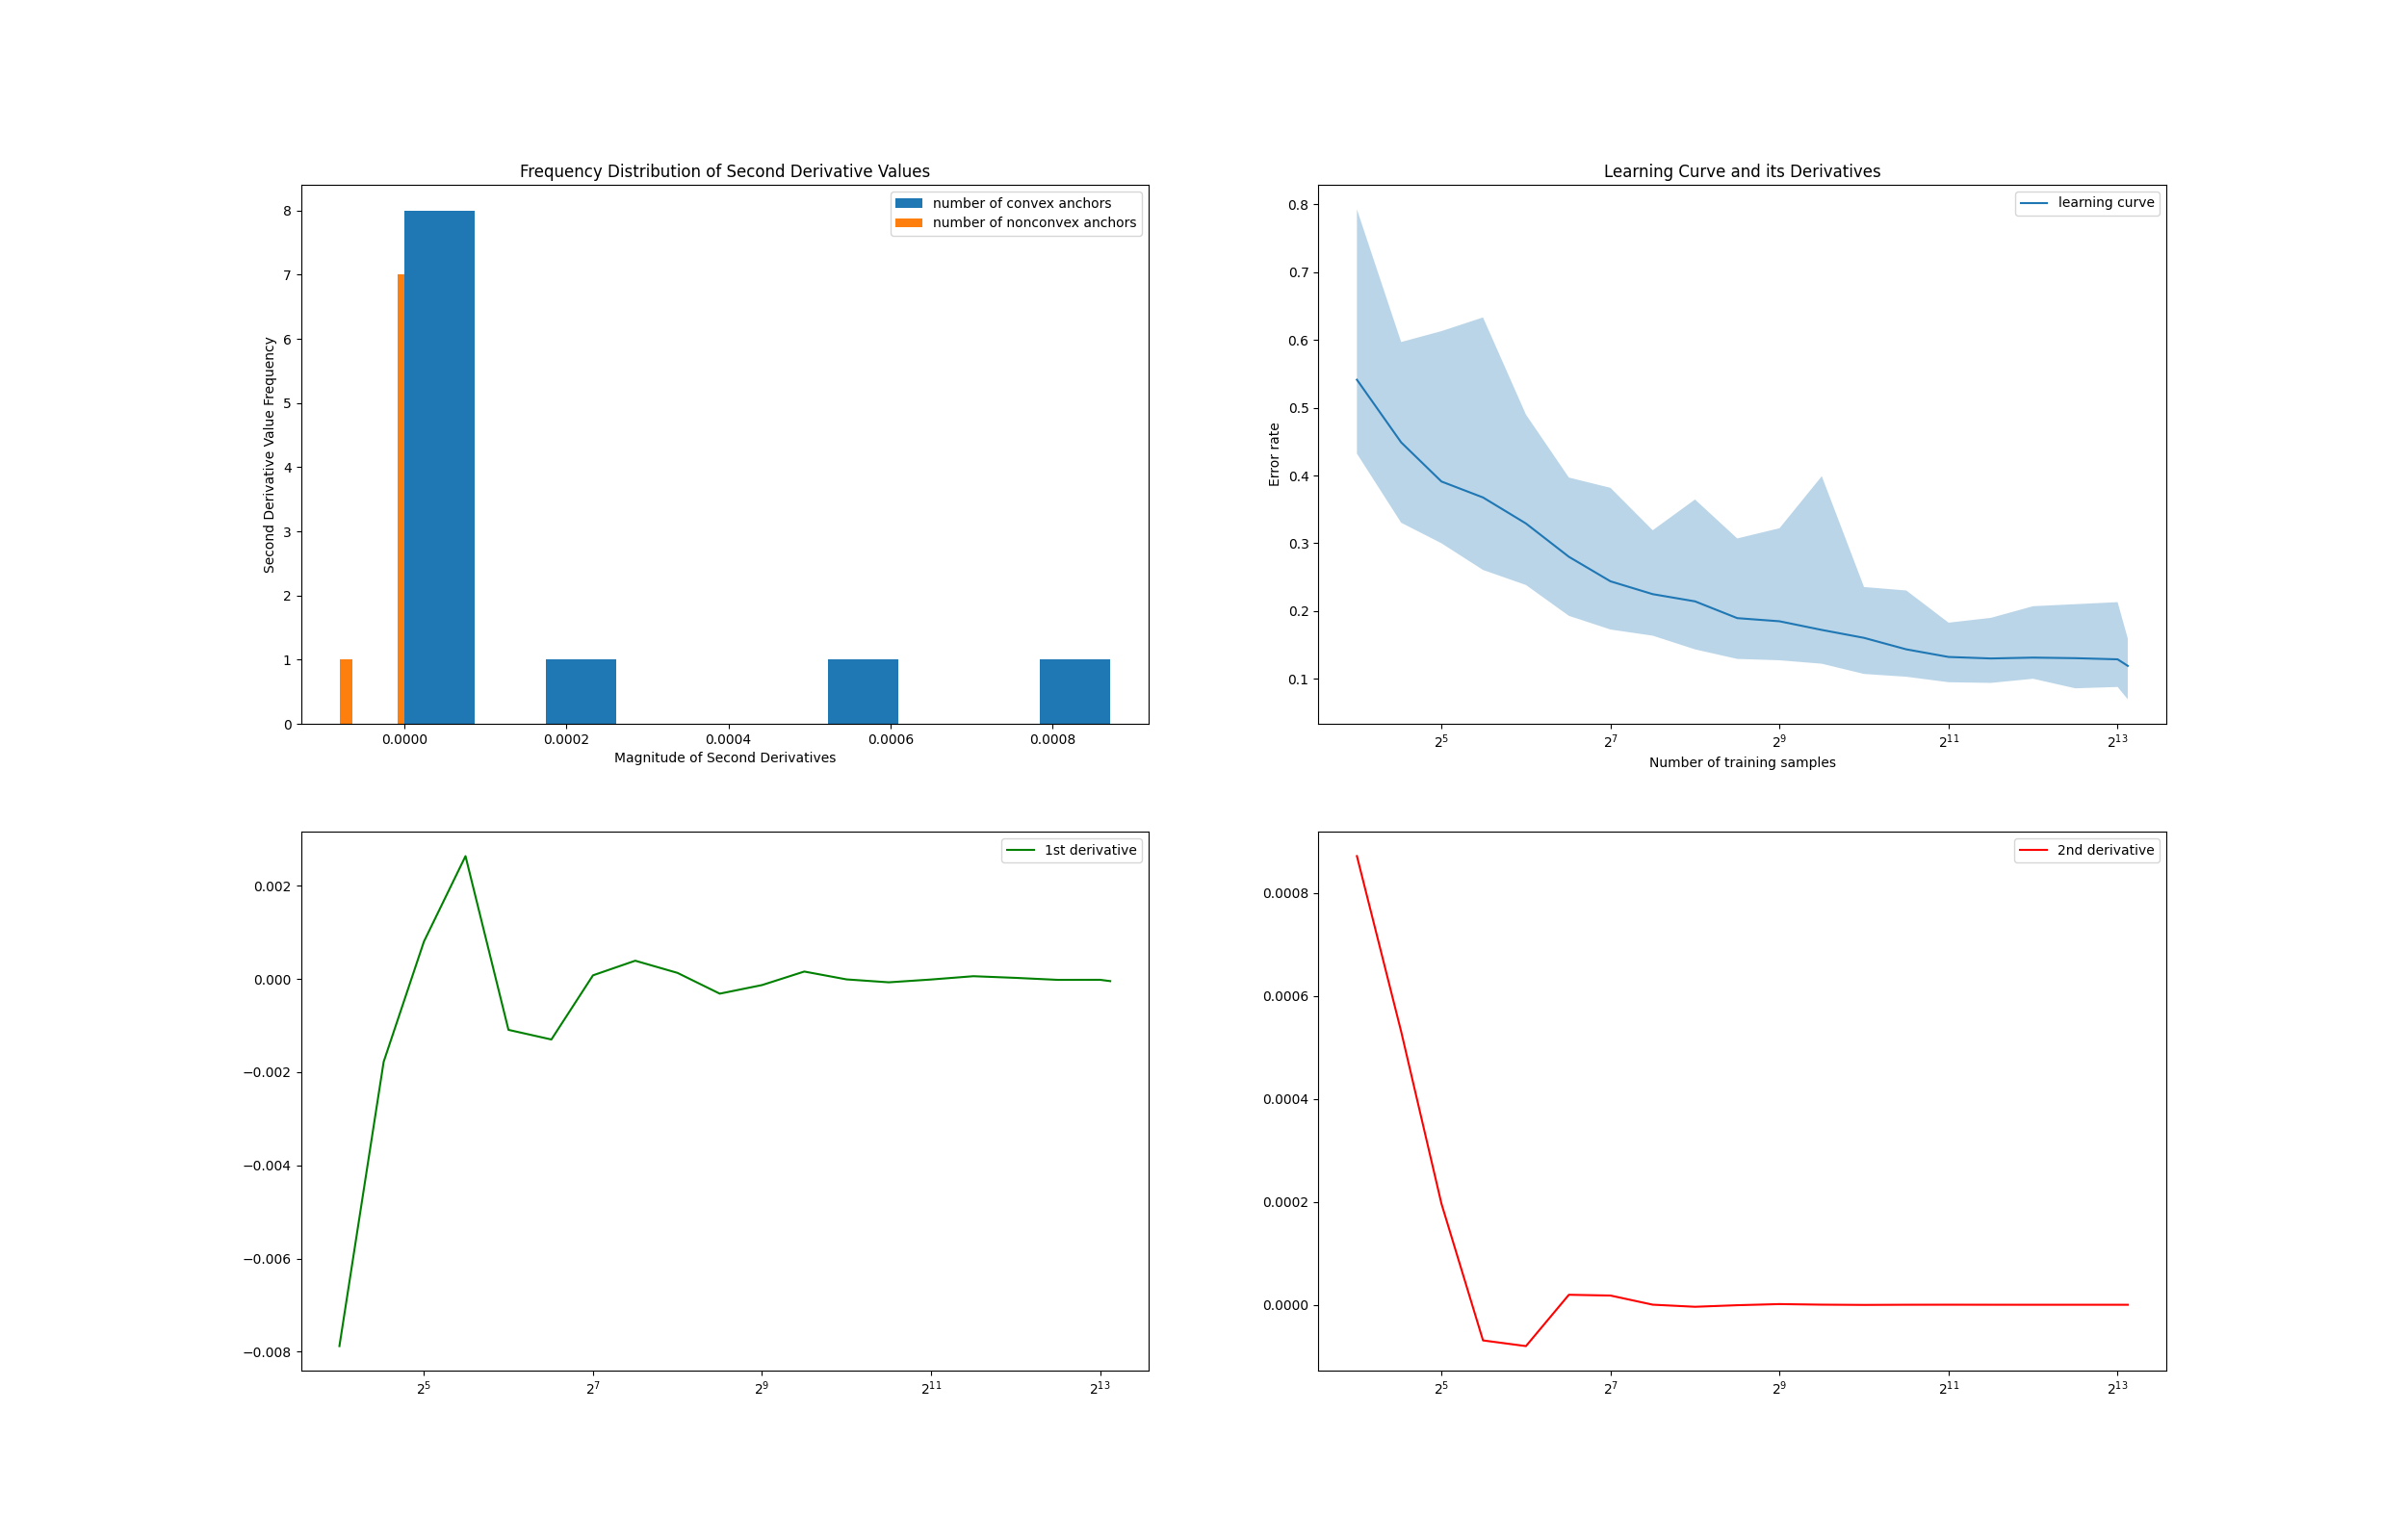 Frequency Distribution of Second Derivative Values
number of convex anchors
number of nonconvex anchors
8
7
6
5
4
3
2
1
0
Second Derivative Value Frequency
0.0000 0.0002 0.0004 0.0006 0.0008
Magnitude of Second Derivatives
Learning Curve and its Derivatives
learning curve
0.8
0.7
0.6
0.5
0.4
0.3
0.2
0.1
Error rate
2^5 2^7 2^9 2^11 2^13
Number of training samples
1st derivative
0.002
0.000
−0.002
−0.004
−0.006
−0.008
2^5 2^7 2^9 2^11 2^13
2nd derivative
0.0008
0.0006
0.0004
0.0002
0.0000
2^5 2^7 2^9 2^11 2^13